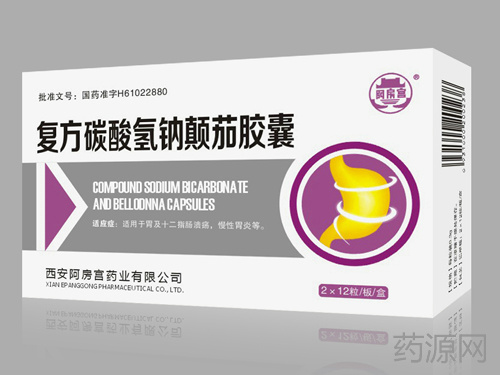 批准文号：国药准字H61022880
阿房宫
®
复方碳酸氢钠颠茄胶囊
COMPOUND SODIUM BICARBONATE
AND BELLODNNA CAPSULES
适应症：适用于胃及十二指肠溃疡，慢性胃炎等。
西安阿房宫药业有限公司
XIAN EPANGGONG PHARMACEUTICAL CO., LTD.
2×12粒/板/盒
药源网